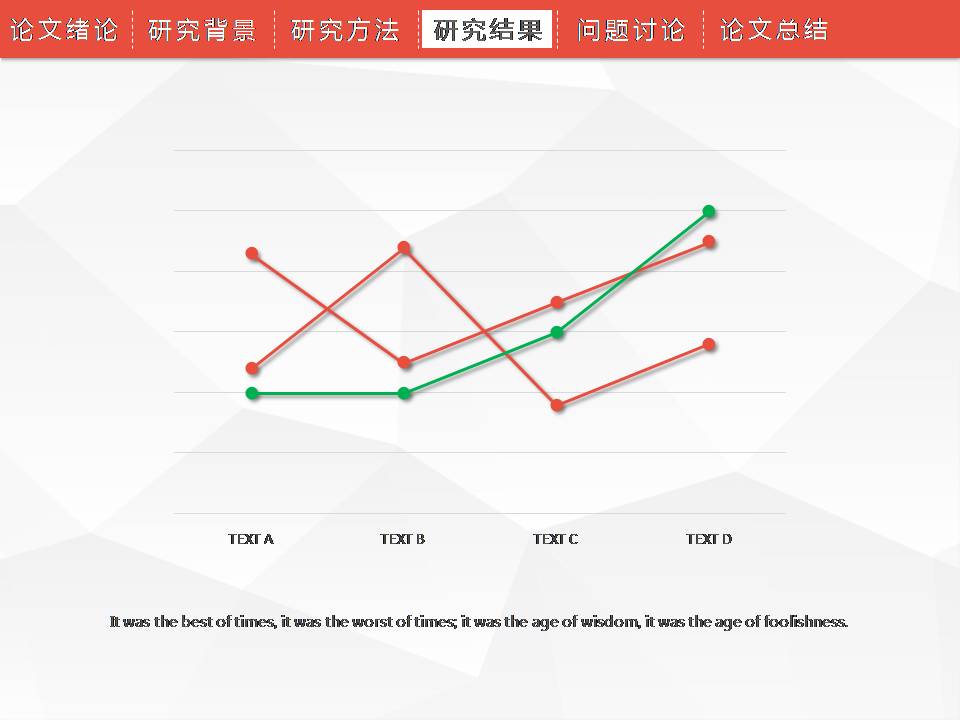 论文绪论 研究背景 研究方法 研究结果 问题讨论 论文总结
TEXT A TEXT B TEXT C TEXT D
It was the best of times, it was the worst of times; it was the age of wisdom, it was the age of foolishness.